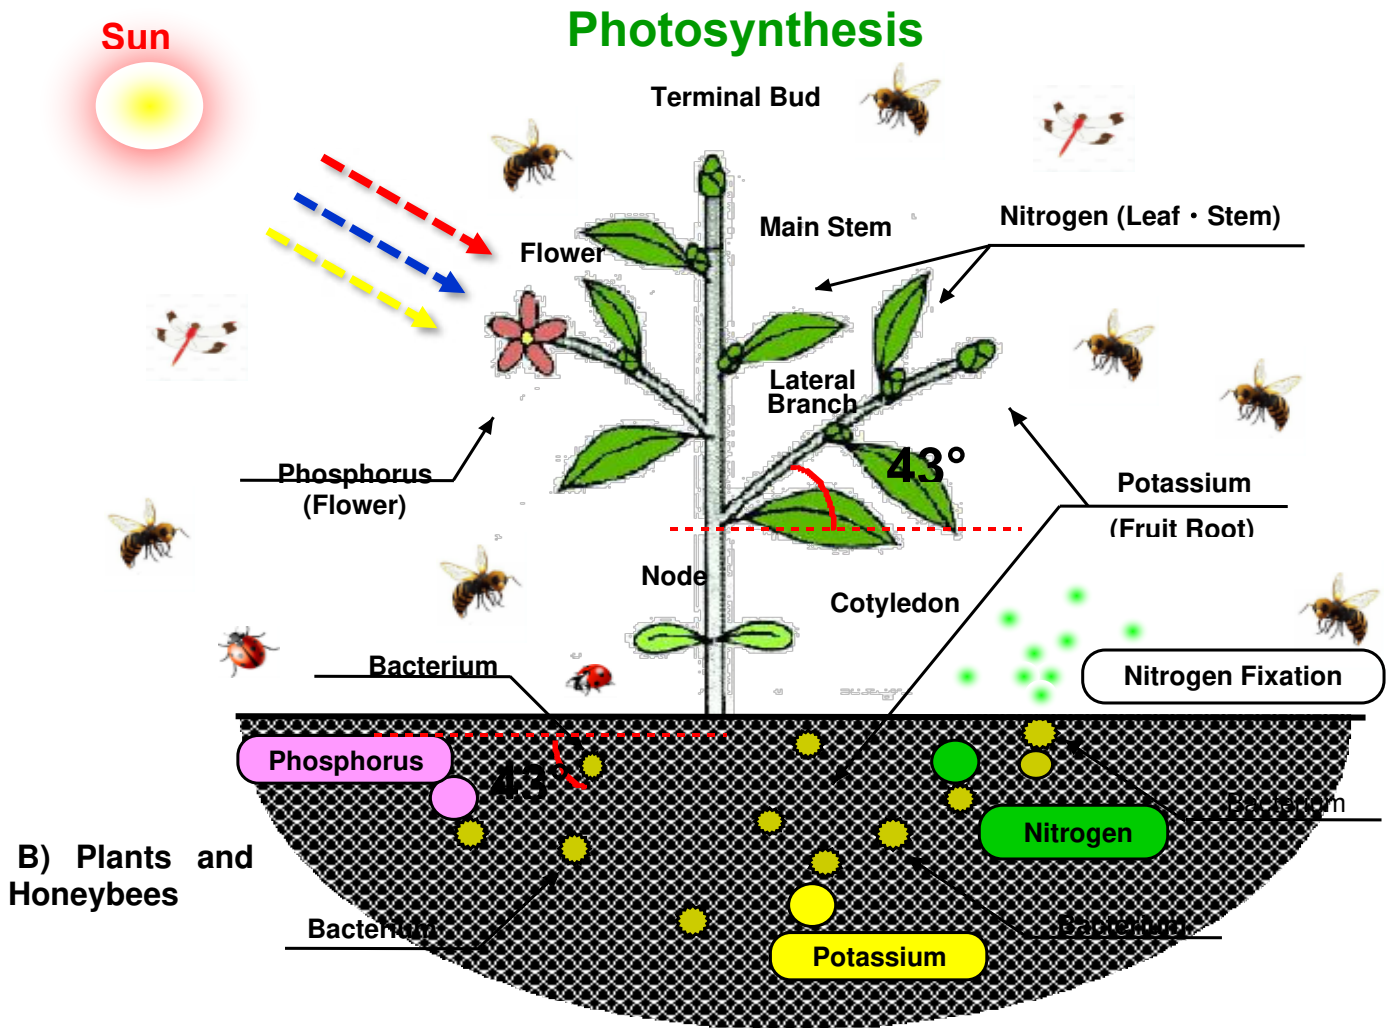 Photosynthesis
Sun
Terminal Bud
Nitrogen (Leaf・Stem)
Main Stem
Flower
Lateral
Branch
43°
Phosphorus
(Flower)
Potassium
(Fruit Root)
Node
Cotyledon
Bacterium
Nitrogen Fixation
Phosphorus
43°
Bacterium
Nitrogen
B) Plants and
Honeybees
Bacterium
Bacterium
Potassium